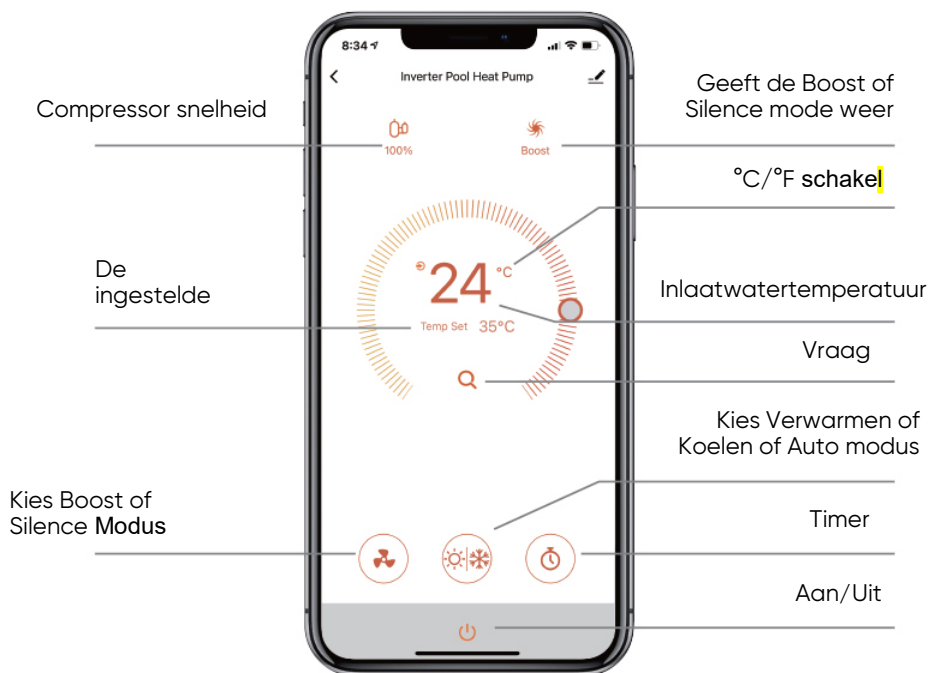 8:34
Inverter Pool Heat Pump
Compressor snelheid
Geeft de Boost of
Silence mode weer
100%
Boost
°C/°F schakel
De
ingestelde
24 °C
Inlaatwatertemperatuur
Temp Set 35°C
Vraag
Kies Verwarmen of
Koelen of Auto modus
Kies Boost of
Silence Modus
Timer
Aan/Uit